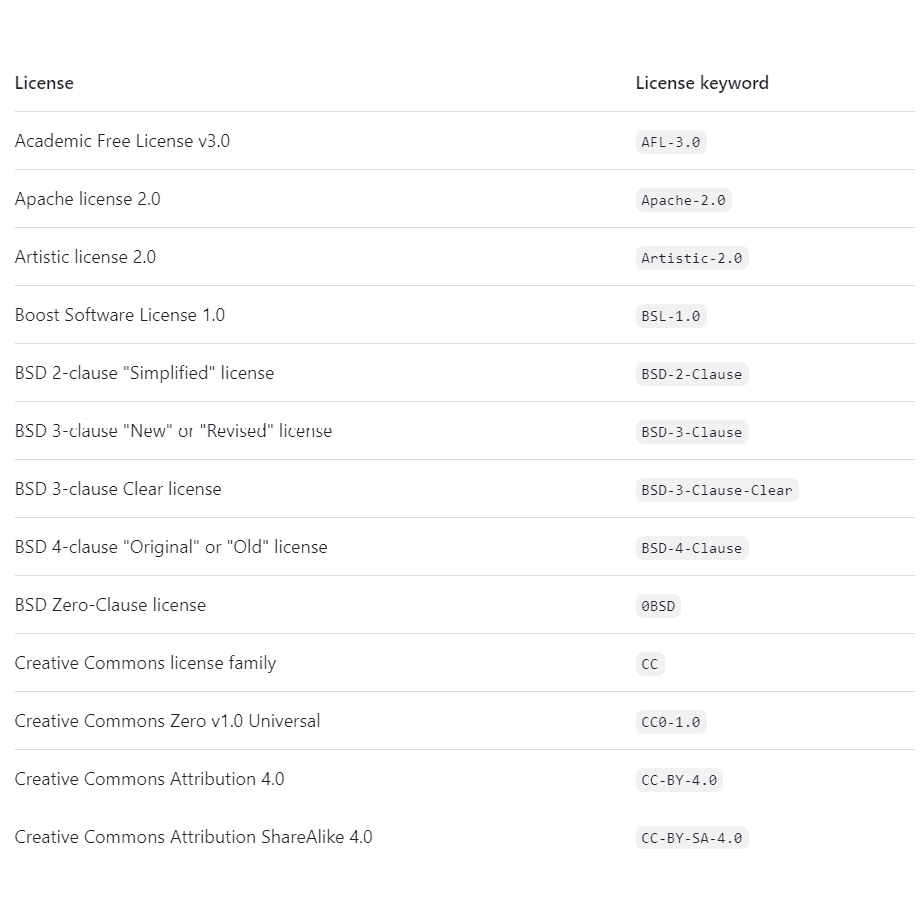 License License keyword
Academic Free License v3.0 AFL-3.0
Apache license 2.0 Apache-2.0
Artistic license 2.0 Artistic-2.0
Boost Software License 1.0 BSL-1.0
BSD 2-clause "Simplified" license BSD-2-Clause
BSD 3-clause "New" or "Revised" license BSD-3-Clause
BSD 3-clause Clear license BSD-3-Clause-Clear
BSD 4-clause "Original" or "Old" license BSD-4-Clause
BSD Zero-Clause license 0BSD
Creative Commons license family CC
Creative Commons Zero v1.0 Universal CC0-1.0
Creative Commons Attribution 4.0 CC-BY-4.0
Creative Commons Attribution ShareAlike 4.0 CC-BY-SA-4.0